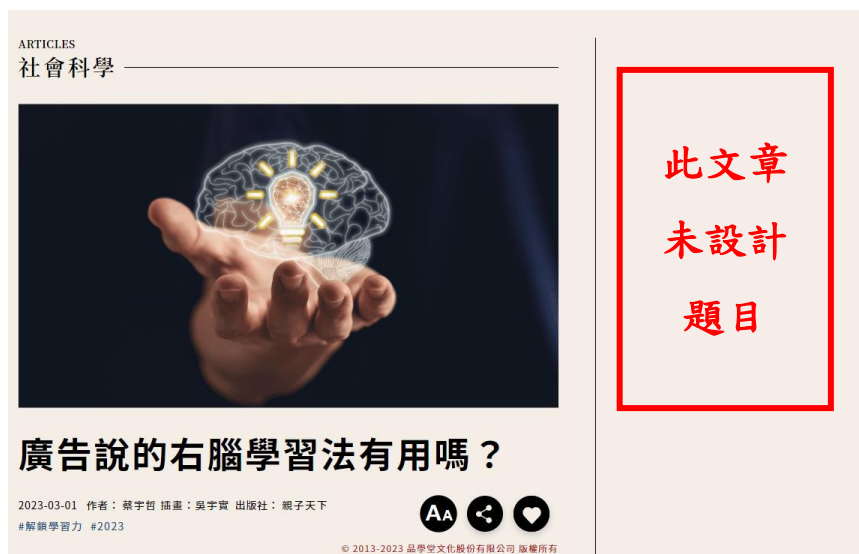 ARTICLES
社會科學
此文章
未設計
題目
廣告說的右腦學習法有用嗎？
2023-03-01 作者： 蔡宇哲 插畫：吳宇實 出版社： 親子天下
#解鎖學習力 #2023
AA
© 2013-2023 品學堂文化股份有限公司 版權所有